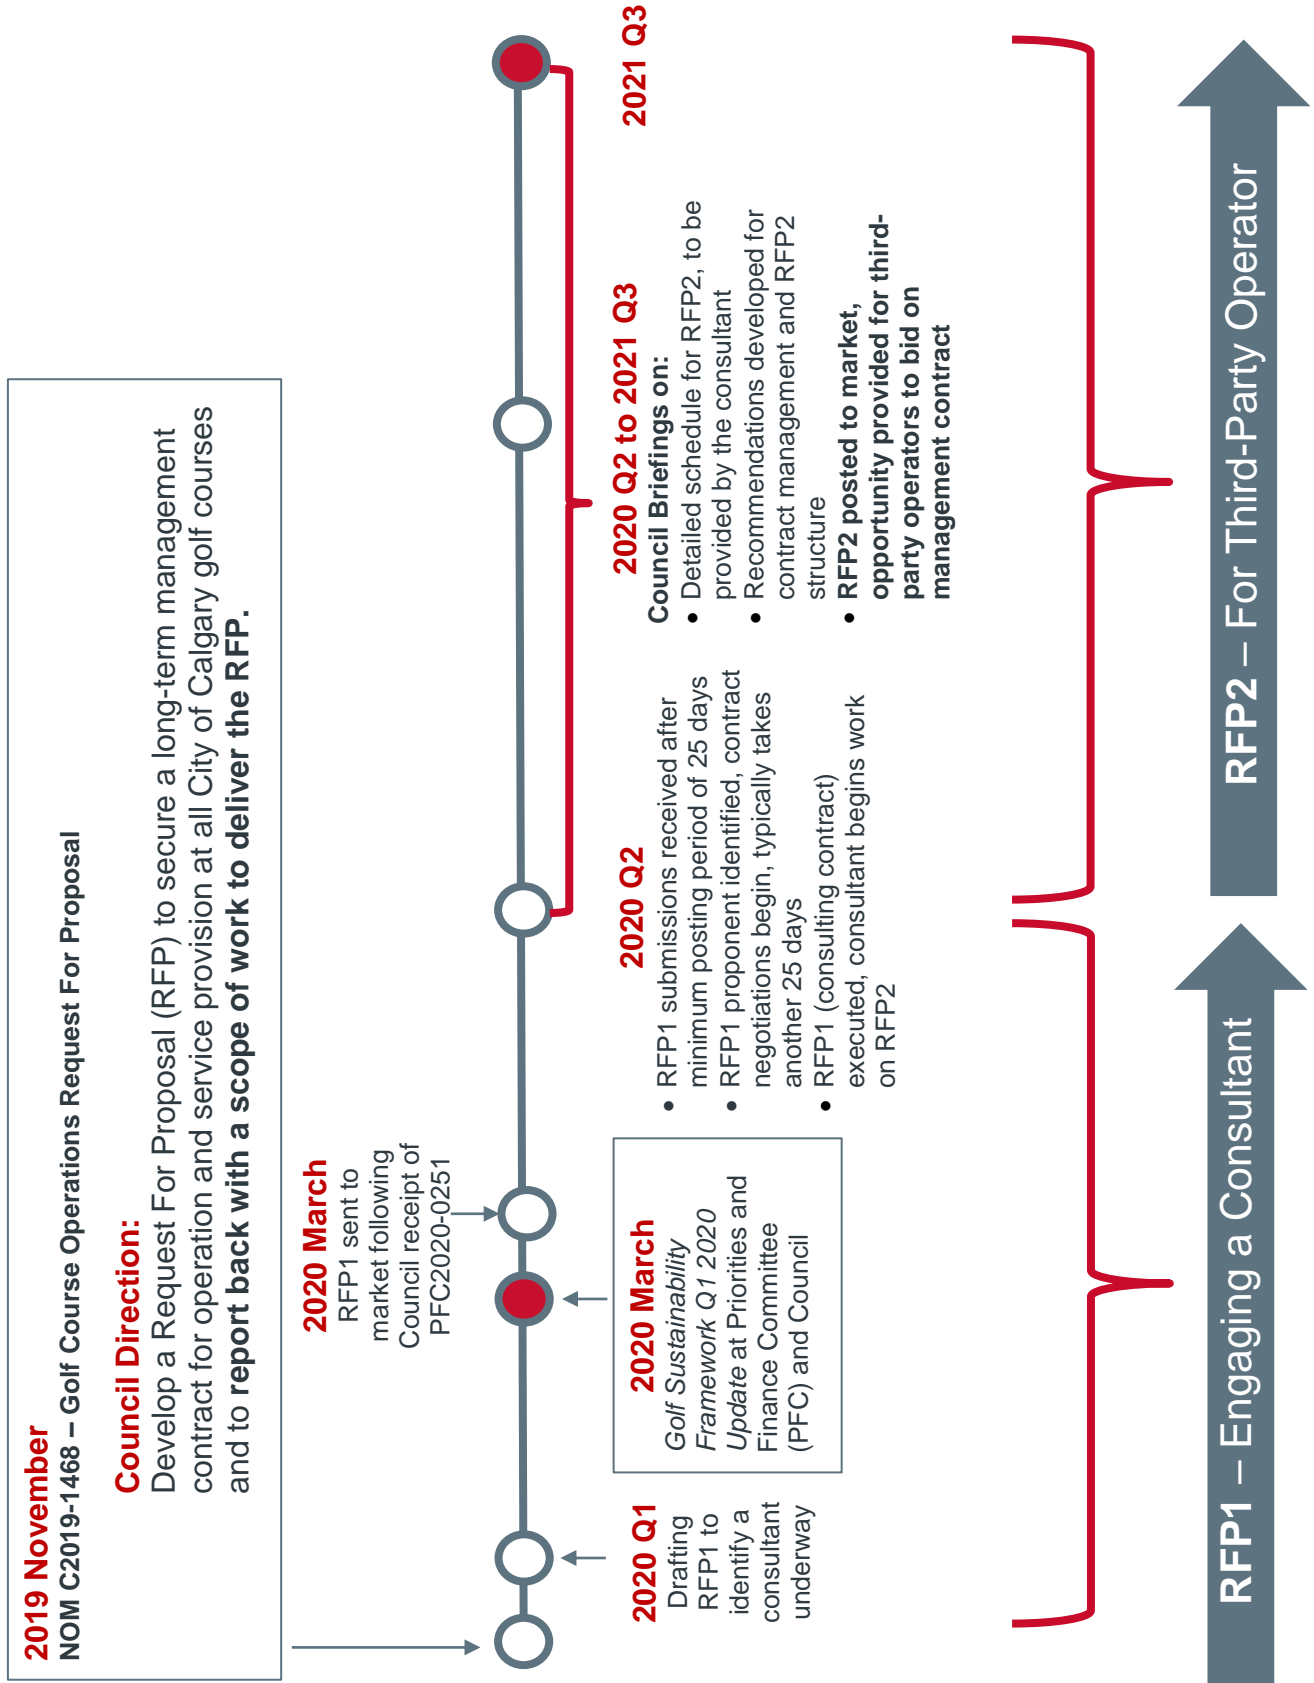 2019 November
NOM C2019-1468 – Golf Course Operations Request For Proposal
Council Direction:
Develop a Request For Proposal (RFP) to secure a long-term management
contract for operation and service provision at all City of Calgary golf courses
and to report back with a scope of work to deliver the RFP.
2020 March
RFP1 sent to
market following
Council receipt of
PFC2020-0251
2020 Q1
Drafting
RFP1 to
identify a
consultant
underway
2020 March
Golf Sustainability
Framework Q1 2020
Update at Priorities and
Finance Committee
(PFC) and Council
2020 Q2
• RFP1 submissions received after
minimum posting period of 25 days
• RFP1 proponent identified, contract
negotiations begin, typically takes
another 25 days
• RFP1 (consulting contract)
executed, consultant begins work
on RFP2
2020 Q2 to 2021 Q3
Council Briefings on:
• Detailed schedule for RFP2, to be
provided by the consultant
• Recommendations developed for
contract management and RFP2
structure
• RFP2 posted to market,
opportunity provided for third-
party operators to bid on
management contract
2021 Q3
RFP1 – Engaging a Consultant
RFP2 – For Third-Party Operator